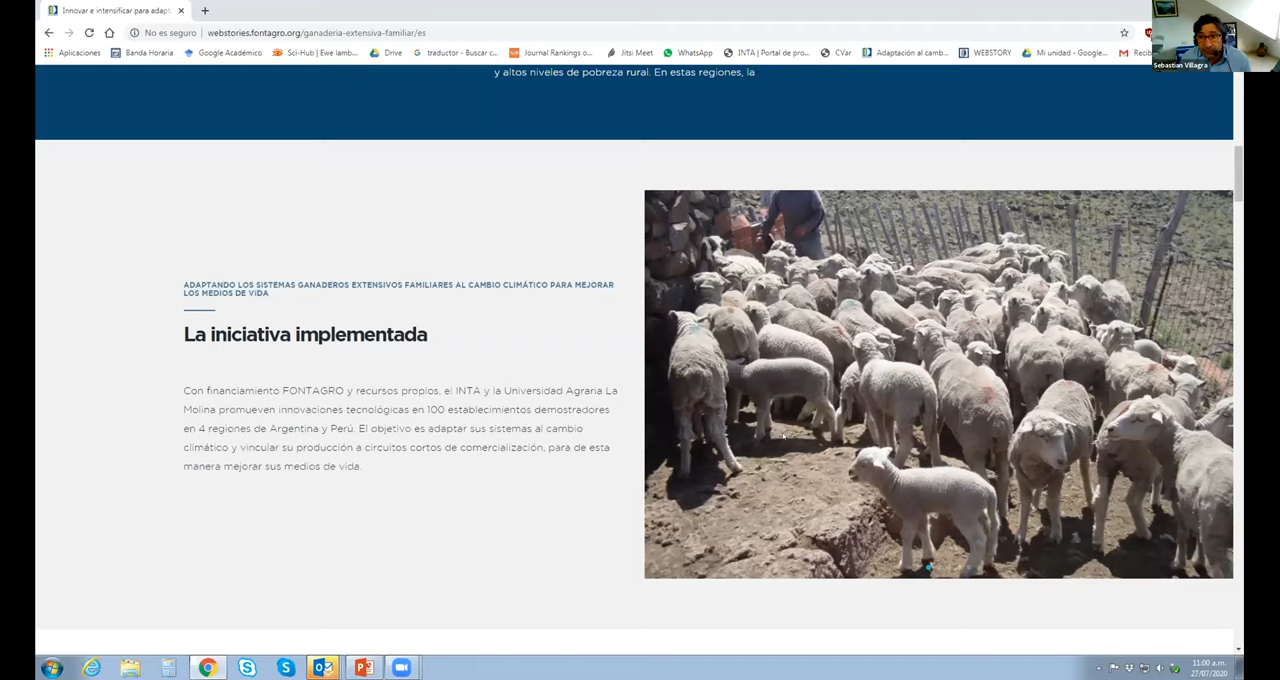 Innovar e intensificar para adapt
No es seguro
webstories.fontagro.org/ganaderia-extensiva-familiar/es
Aplicaciones
Banda Horaria
Google Académico
Sci-Hub | Ewe lamb...
Drive
traductor - Buscar c...
Journal Rankings o...
Jitsi Meet
WhatsApp
INTA | Portal de pro...
CVar
Adaptación al camb...
WEBSTORY
Mi unidad - Google...
Sebastian Villagra
y altos niveles de pobreza rural. En estas regiones, la
ADAPTANDO LOS SISTEMAS GANADEROS EXTENSIVOS FAMILIARES AL CAMBIO CLIMÁTICO PARA MEJORAR
LOS MEDIOS DE VIDA
La iniciativa implementada
Con financiamiento FONTAGRO y recursos propios, el INTA y la Universidad Agraria La
Molina promueven innovaciones tecnológicas en 100 establecimientos demostradores
en 4 regiones de Argentina y Perú. El objetivo es adaptar sus sistemas al cambio
climático y vincular su producción a circuitos cortos de comercialización, para de esta
manera mejorar sus medios de vida.
11:00 a.m.
27/07/2020